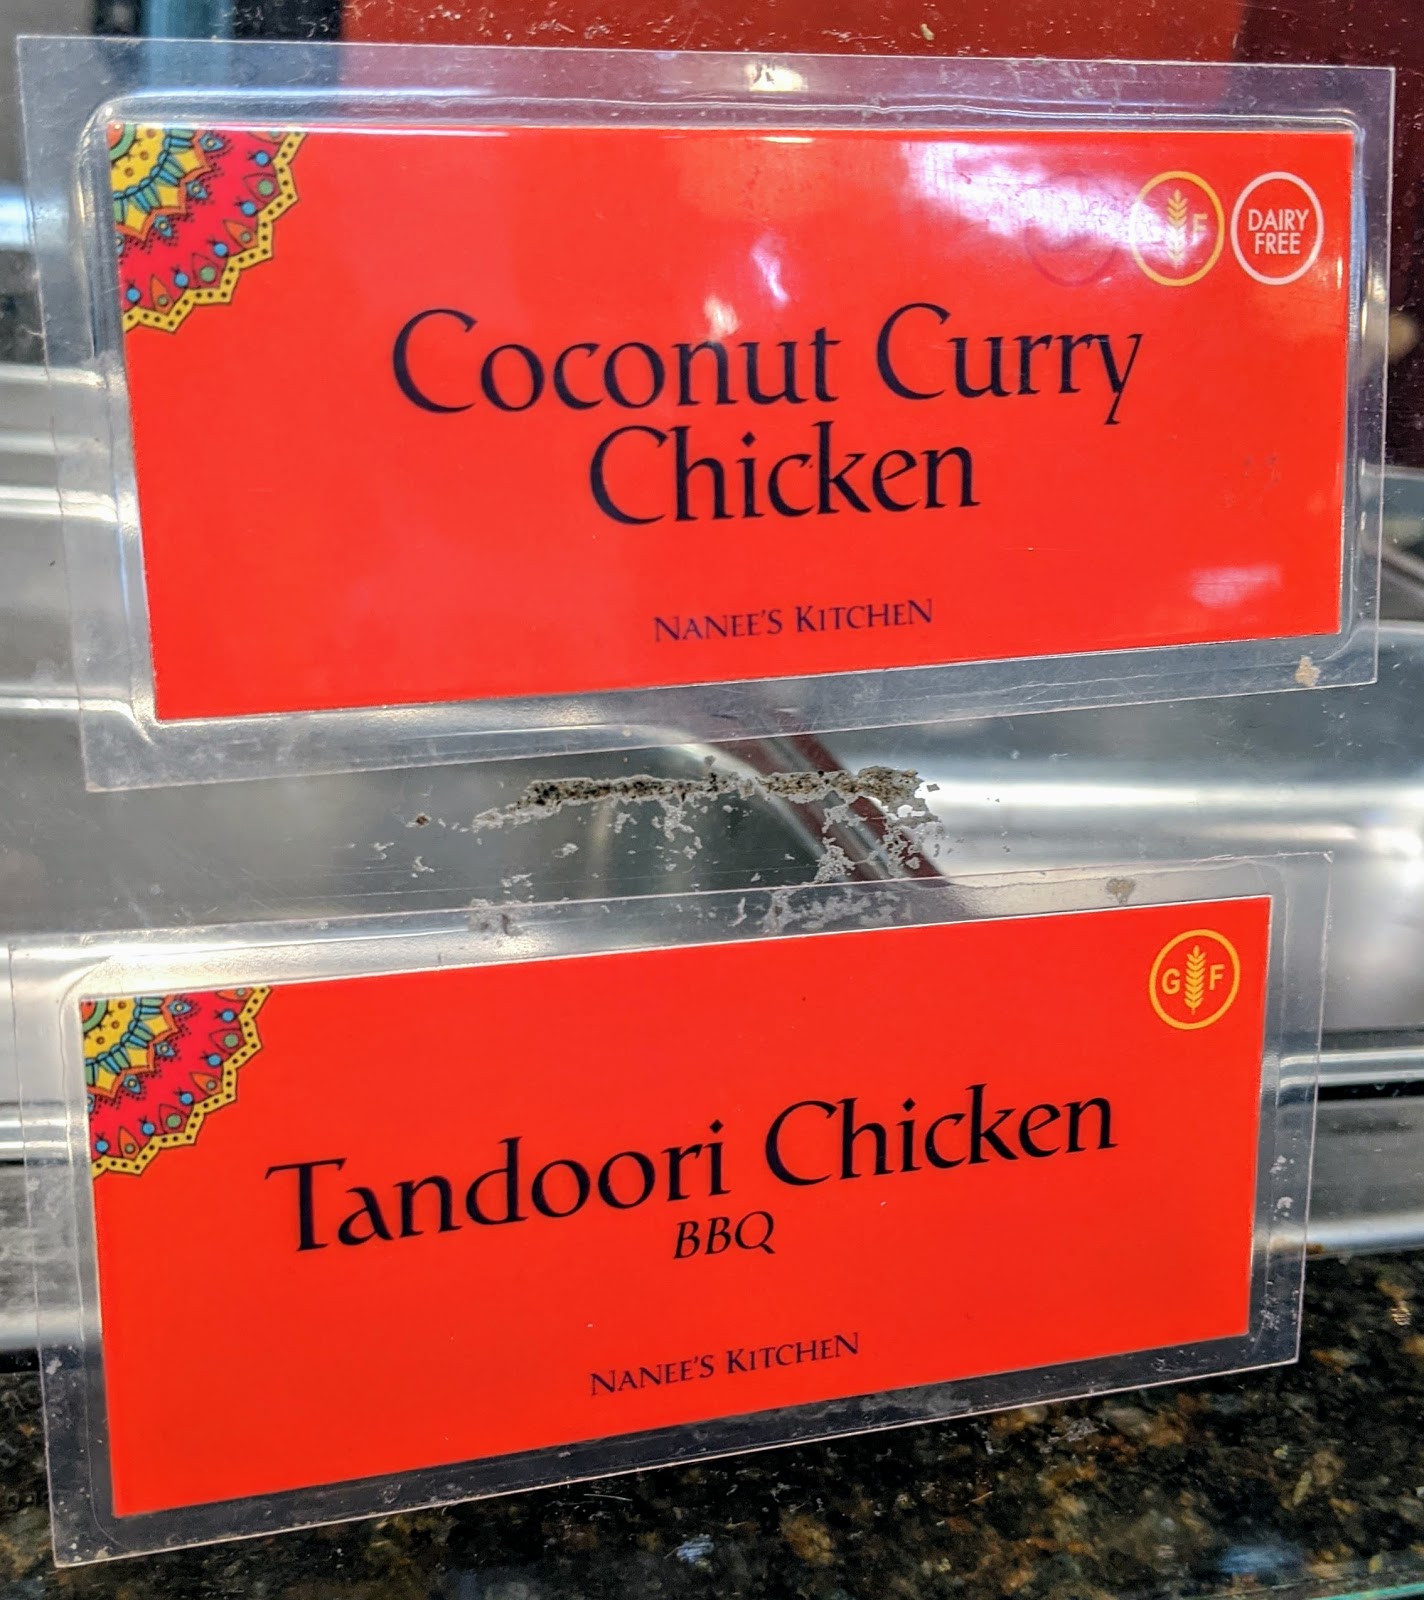 GF
DAIRY
FREE
Coconut Curry
Chicken
NANEE'S KITCHEN
GF
Tandoori Chicken
BBQ
NANEE'S KITCHEN